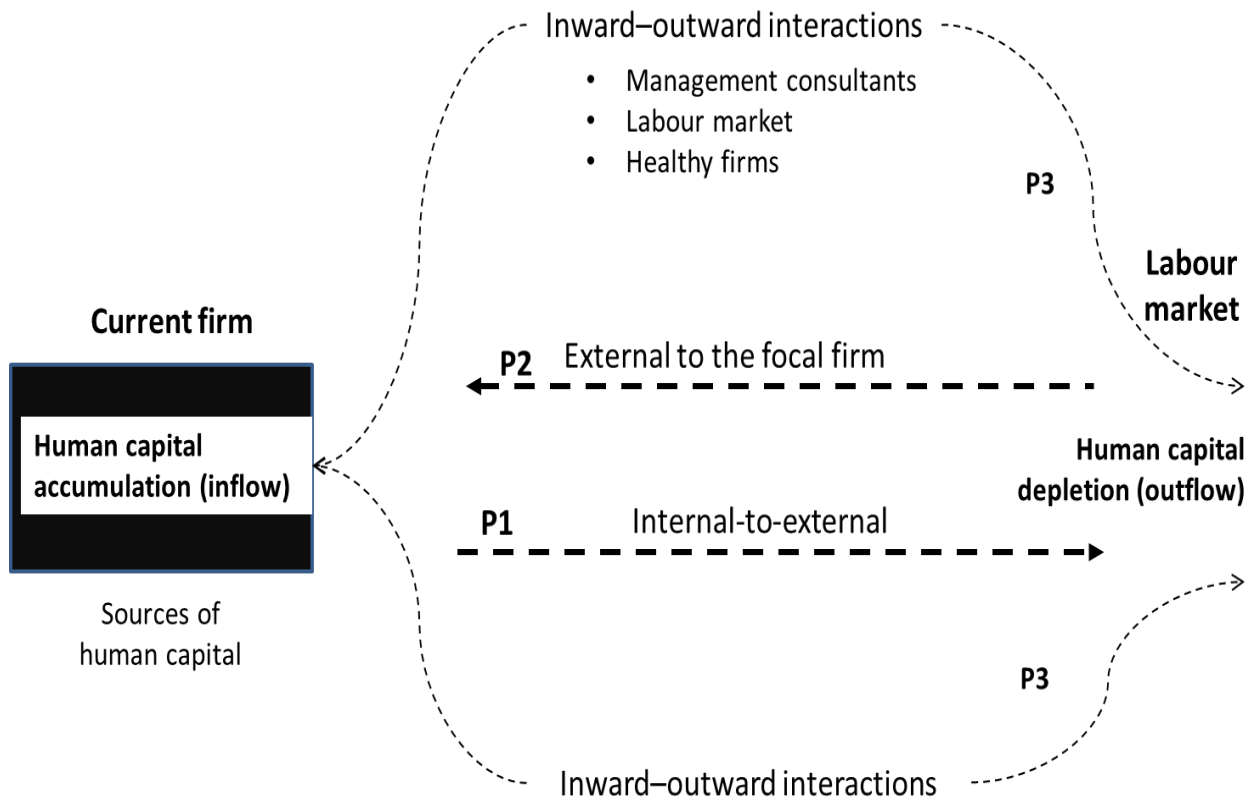 Inward–outward interactions
• Management consultants
• Labour market
• Healthy firms
P3
Labour
market
Current firm
P2 External to the focal firm
Human capital
accumulation (inflow)
Human capital
depletion (outflow)
P1 Internal-to-external
Sources of
human capital
P3
Inward–outward interactions